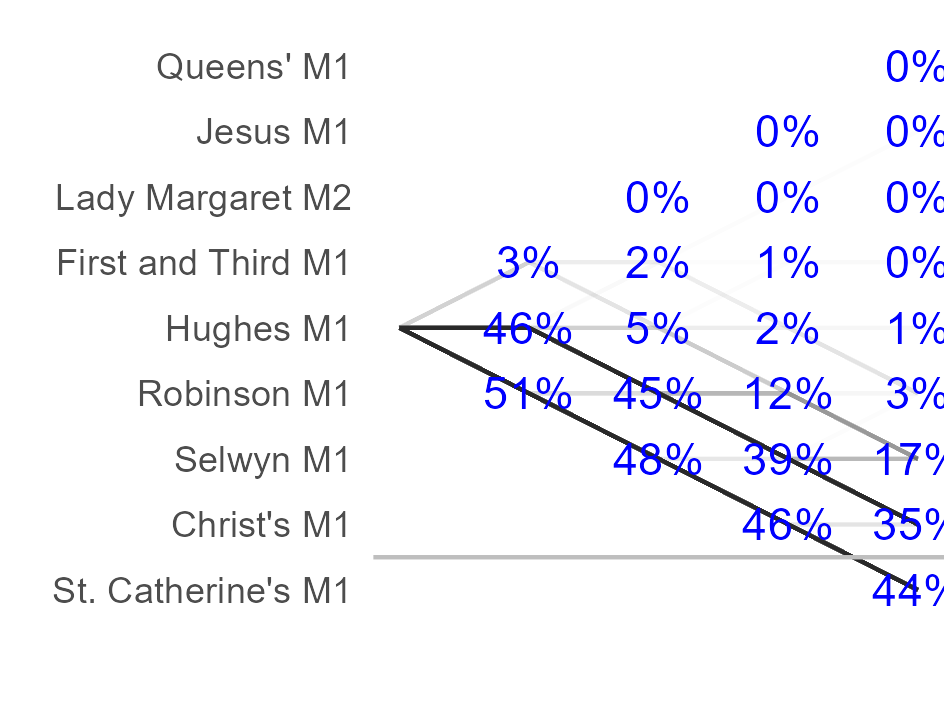 Queens' M1 0%
Jesus M1 0% 0%
Lady Margaret M2 0% 0% 0%
First and Third M1 3% 2% 1% 0%
Hughes M1 46% 5% 2% 1%
Robinson M1 51% 45% 12% 3%
Selwyn M1 48% 39% 17%
Christ's M1 46% 35%
St. Catherine's M1 44%